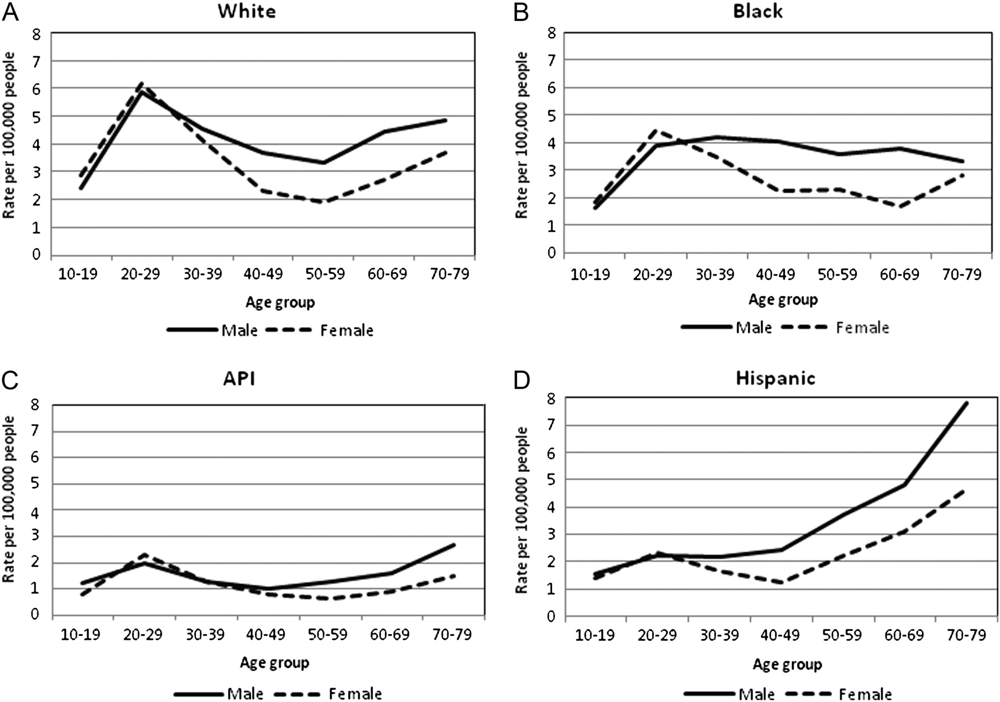 A
White
Rate per 100,000 people
8
7
6
5
4
3
2
1
0
10-19 20-29 30-39 40-49 50-59 60-69 70-79
Age group
Male Female
B
Black
Rate per 100,000 people
8
7
6
5
4
3
2
1
0
10-19 20-29 30-39 40-49 50-59 60-69 70-79
Age group
Male Female
C
API
Rate per 100,000 people
8
7
6
5
4
3
2
1
0
10-19 20-29 30-39 40-49 50-59 60-69 70-79
Age group
Male Female
D
Hispanic
Rate per 100,000 people
8
7
6
5
4
3
2
1
0
10-19 20-29 30-39 40-49 50-59 60-69 70-79
Age group
Male Female